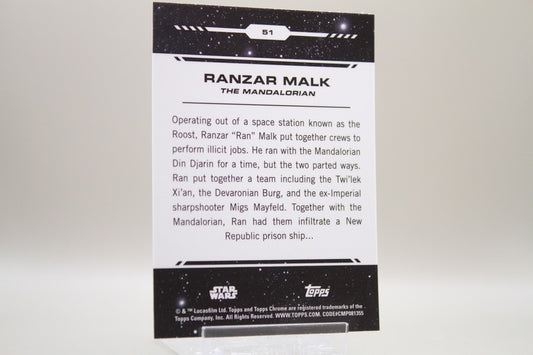 51
RANZAR MALK
THE MANDALORIAN
Operating out of a space station known as the
Roost, Ranzar “Ran” Malk put together crews to
perform illicit jobs. He ran with the Mandalorian
Din Djarin for a time, but the two parted ways.
Ran put together a team including the Twi’lek
Xi’an, the Devaronian Burg, and the ex-Imperial
sharpshooter Migs Mayfeld. Together with the
Mandalorian, Ran had them infiltrate a New
Republic prison ship...
STAR WARS
Topps
© & ™ Lucasfilm Ltd. Topps and Topps Chrome are registered trademarks of the
Topps Company, Inc. All Rights Reserved. WWW.TOPPS.COM. CODE#CMP081355